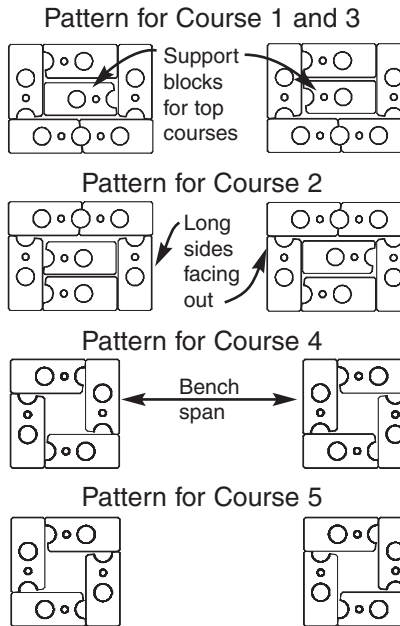 Pattern for Course 1 and 3
Support
blocks
for top
courses
Pattern for Course 2
Long
sides
facing
out
Pattern for Course 4
Bench
span
Pattern for Course 5